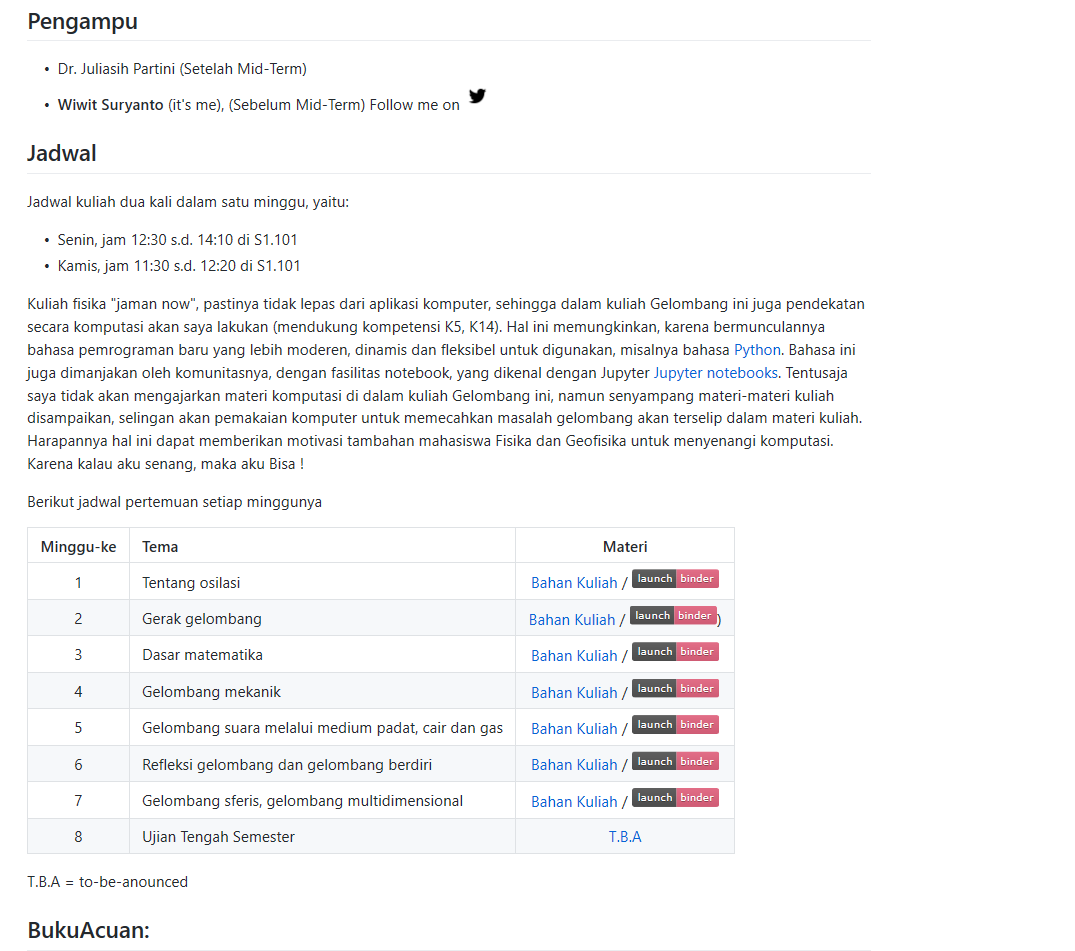 Pengampu
• Dr. Juliasih Partini (Setelah Mid-Term)
• Wiwit Suryanto (it's me), (Sebelum Mid-Term) Follow me on
Jadwal
Jadwal kuliah dua kali dalam satu minggu, yaitu:
• Senin, jam 12:30 s.d. 14:10 di S1.101
• Kamis, jam 11:30 s.d. 12:20 di S1.101
Kuliah fisika "jaman now", pastinya tidak lepas dari aplikasi komputer, sehingga dalam kuliah Gelombang ini juga pendekatan
secara komputasi akan saya lakukan (mendukung kompetensi K5, K14). Hal ini memungkinkan, karena bermunculannya
bahasa pemrograman baru yang lebih moderen, dinamis dan fleksibel untuk digunakan, misalnya bahasa Python. Bahasa ini
juga dimanjakan oleh komunitasnya, dengan fasilitas notebook, yang dikenal dengan Jupyter Jupyter notebooks. Tentusaja
saya tidak akan mengajarkan materi komputasi di dalam kuliah Gelombang ini, namun senyampang materi-materi kuliah
disampaikan, selingan akan pemakaian komputer untuk memecahkan masalah gelombang akan terselip dalam materi kuliah.
Harapannya hal ini dapat memberikan motivasi tambahan mahasiswa Fisika dan Geofisika untuk menyenangi komputasi.
Karena kalau aku senang, maka aku Bisa !
Berikut jadwal pertemuan setiap minggunya
Minggu-ke Tema Materi
1 Tentang osilasi Bahan Kuliah / launch binder
2 Gerak gelombang Bahan Kuliah / launch binder)
3 Dasar matematika Bahan Kuliah / launch binder
4 Gelombang mekanik Bahan Kuliah / launch binder
5 Gelombang suara melalui medium padat, cair dan gas Bahan Kuliah / launch binder
6 Refleksi gelombang dan gelombang berdiri Bahan Kuliah / launch binder
7 Gelombang sferis, gelombang multidimensional Bahan Kuliah / launch binder
8 Ujian Tengah Semester T.B.A
T.B.A = to-be-anounced
BukuAcuan: